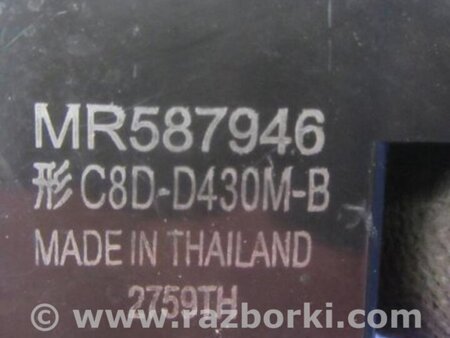 MR587946
形 C8D-D430M-B
MADE IN THAILAND
2759TH
© www.razborki.com